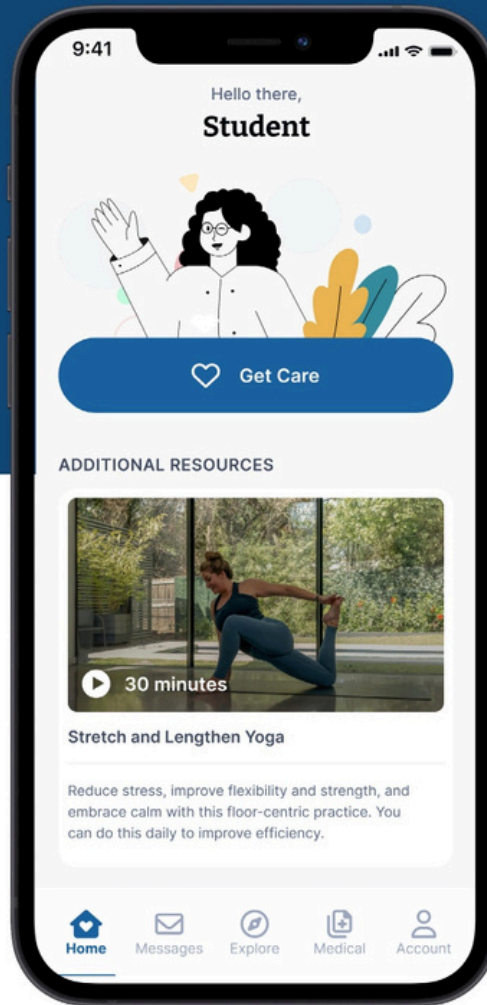 9:41
Hello there,
Student
Get Care
ADDITIONAL RESOURCES
30 minutes
Stretch and Lengthen Yoga
Reduce stress, improve flexibility and strength, and
embrace calm with this floor-centric practice. You
can do this daily to improve efficiency.
Home
Messages
Explore
Medical
Account